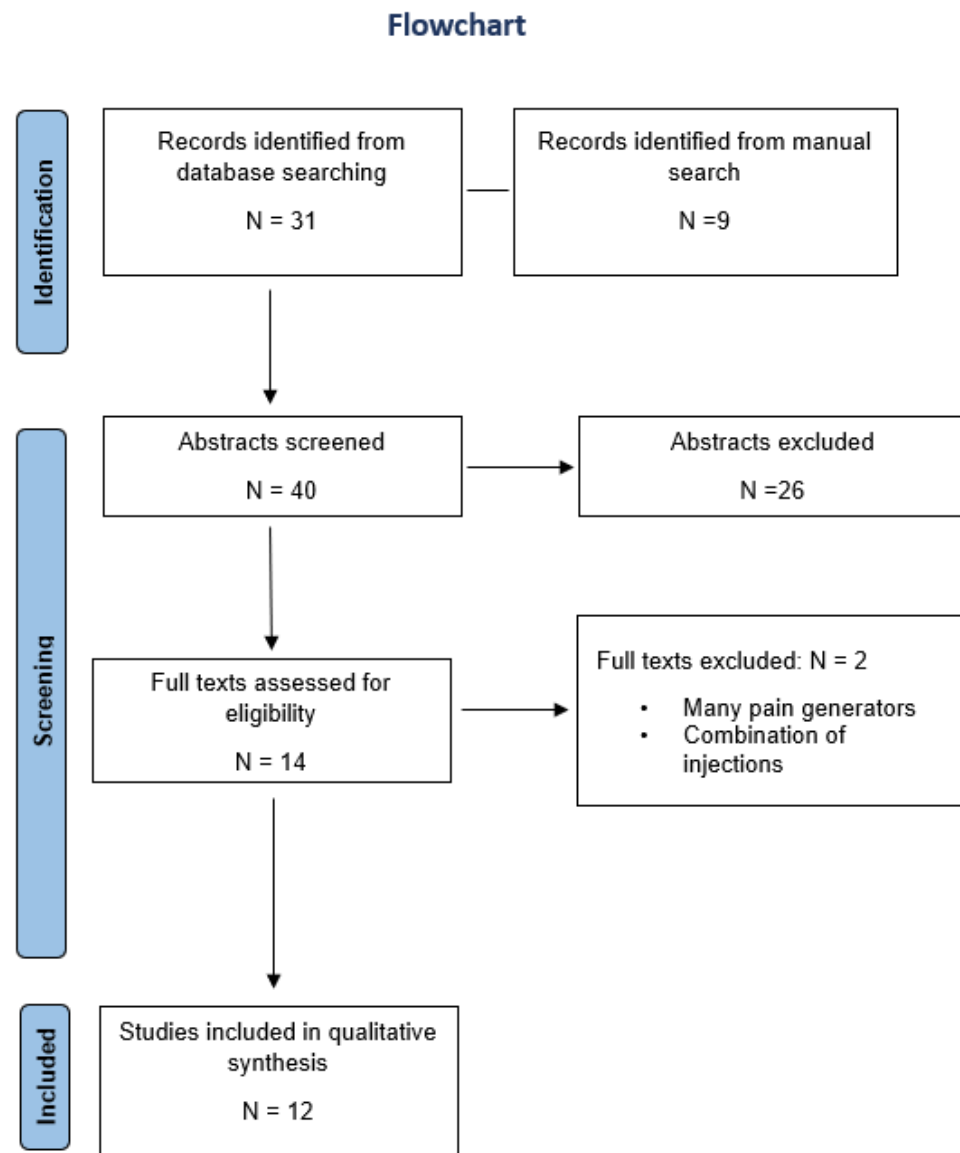 Flowchart
Identification
Records identified from
database searching
N = 31
Records identified from manual
search
N =9
Screening
Abstracts screened
N = 40
Abstracts excluded
N =26
Full texts assessed for
eligibility
N = 14
Full texts excluded: N = 2
• Many pain generators
• Combination of
injections
Included
Studies included in qualitative
synthesis
N = 12